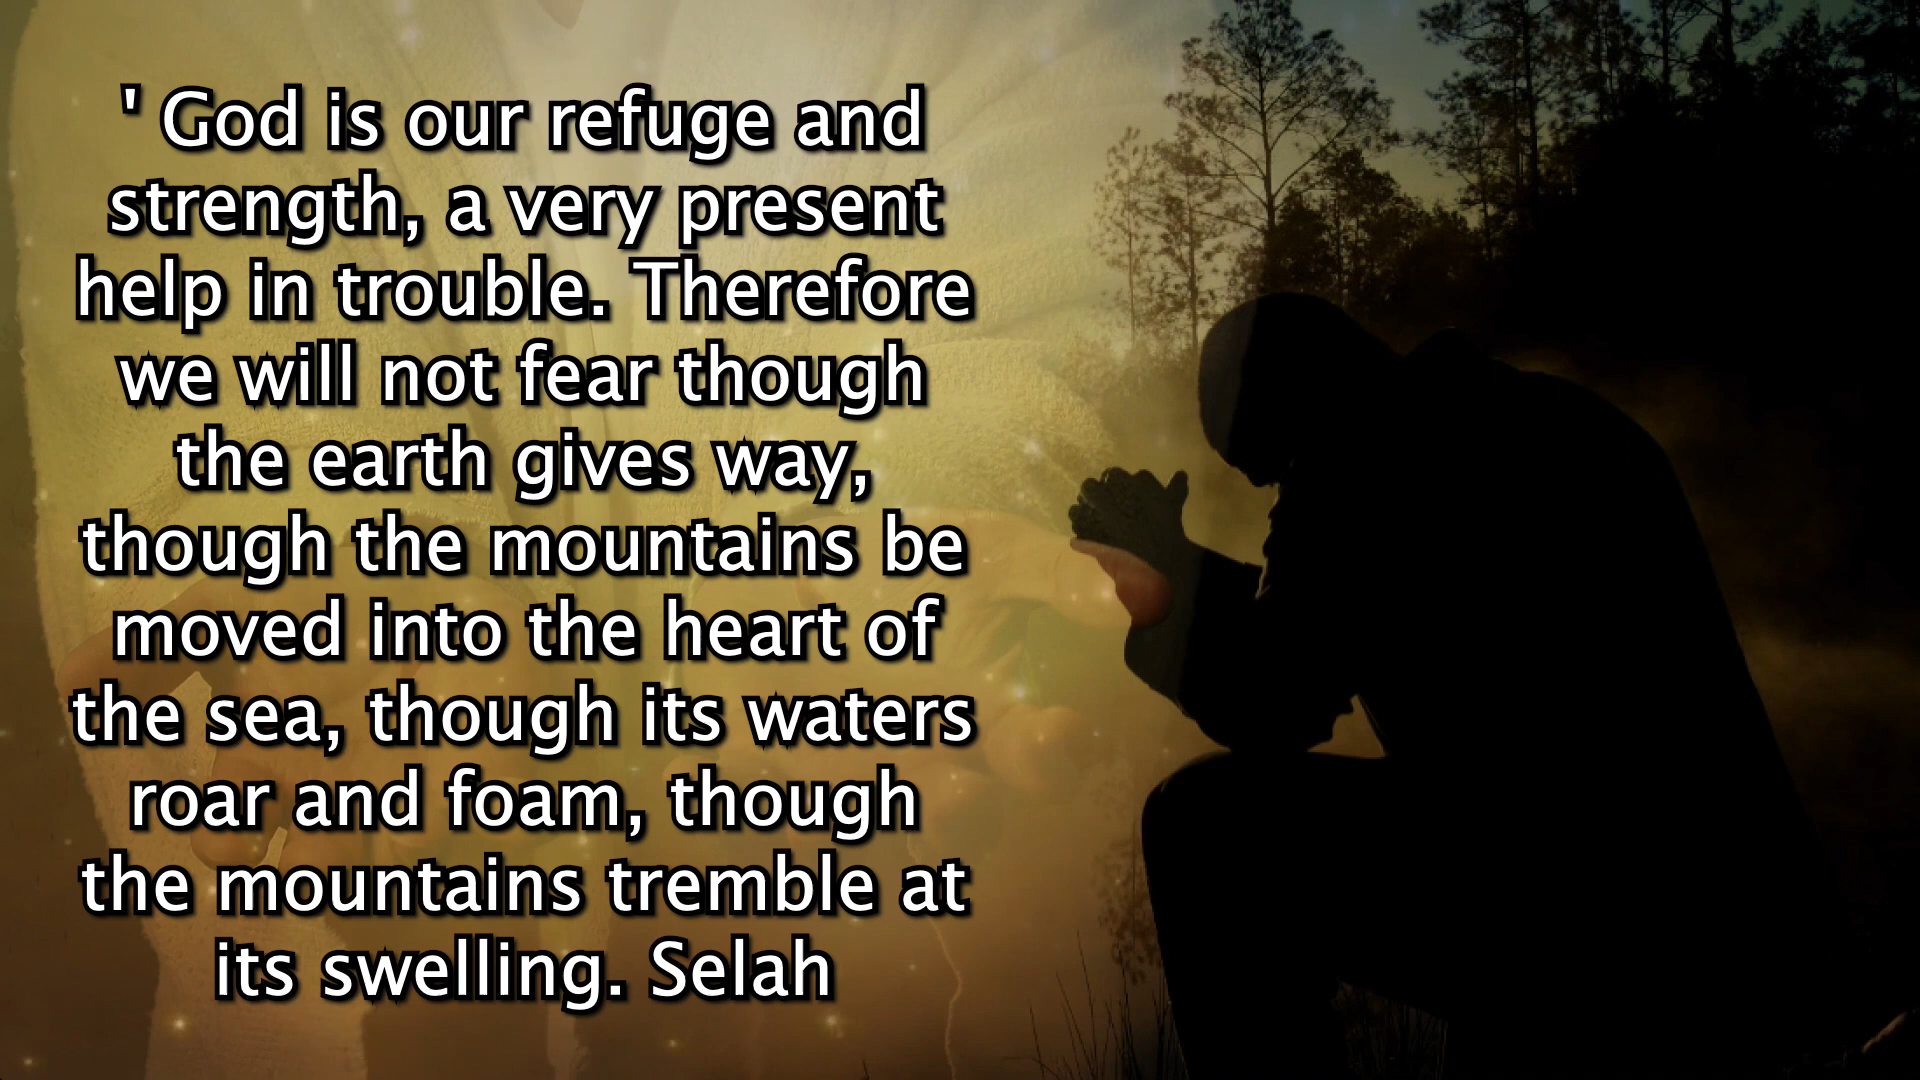 ' God is our refuge and
strength, a very present
help in trouble. Therefore
we will not fear though
the earth gives way,
though the mountains be
moved into the heart of
the sea, though its waters
roar and foam, though
the mountains tremble at
its swelling. Selah